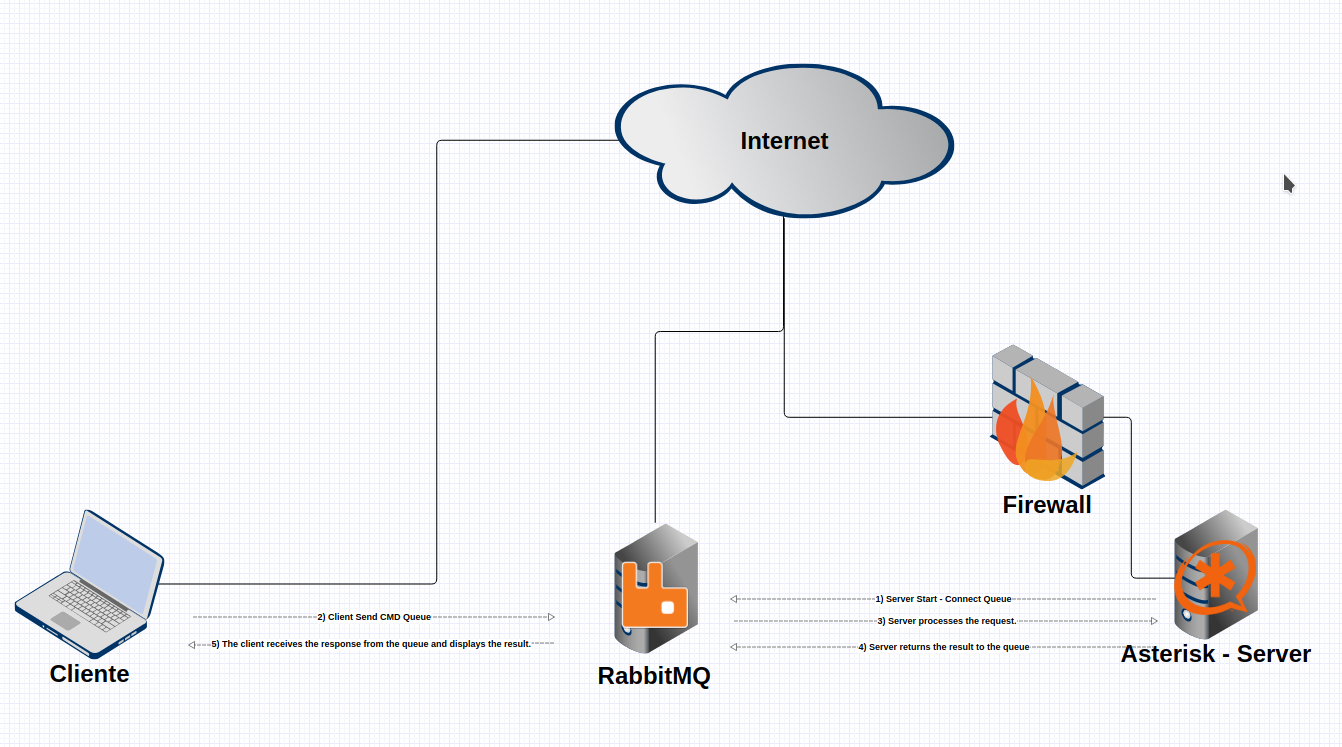 Internet
Firewall
1) Server Start - Connect Queue
2) Client Send CMD Queue
3) Server processes the request.
5) The client receives the response from the queue and displays the result.
4) Server returns the result to the queue
Asterisk - Server
Cliente
RabbitMQ